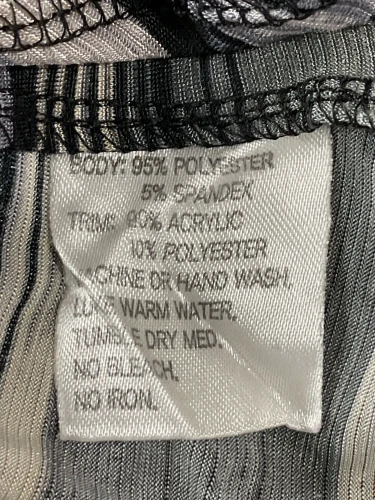 BODY: 95% POLYESTER
5% SPANDEX
TRIM: 90% ACRYLIC
10% POLYESTER
MACHINE OR HAND WASH.
LUKE WARM WATER.
TUMBLE DRY MED.
NO BLEACH.
NO IRON.